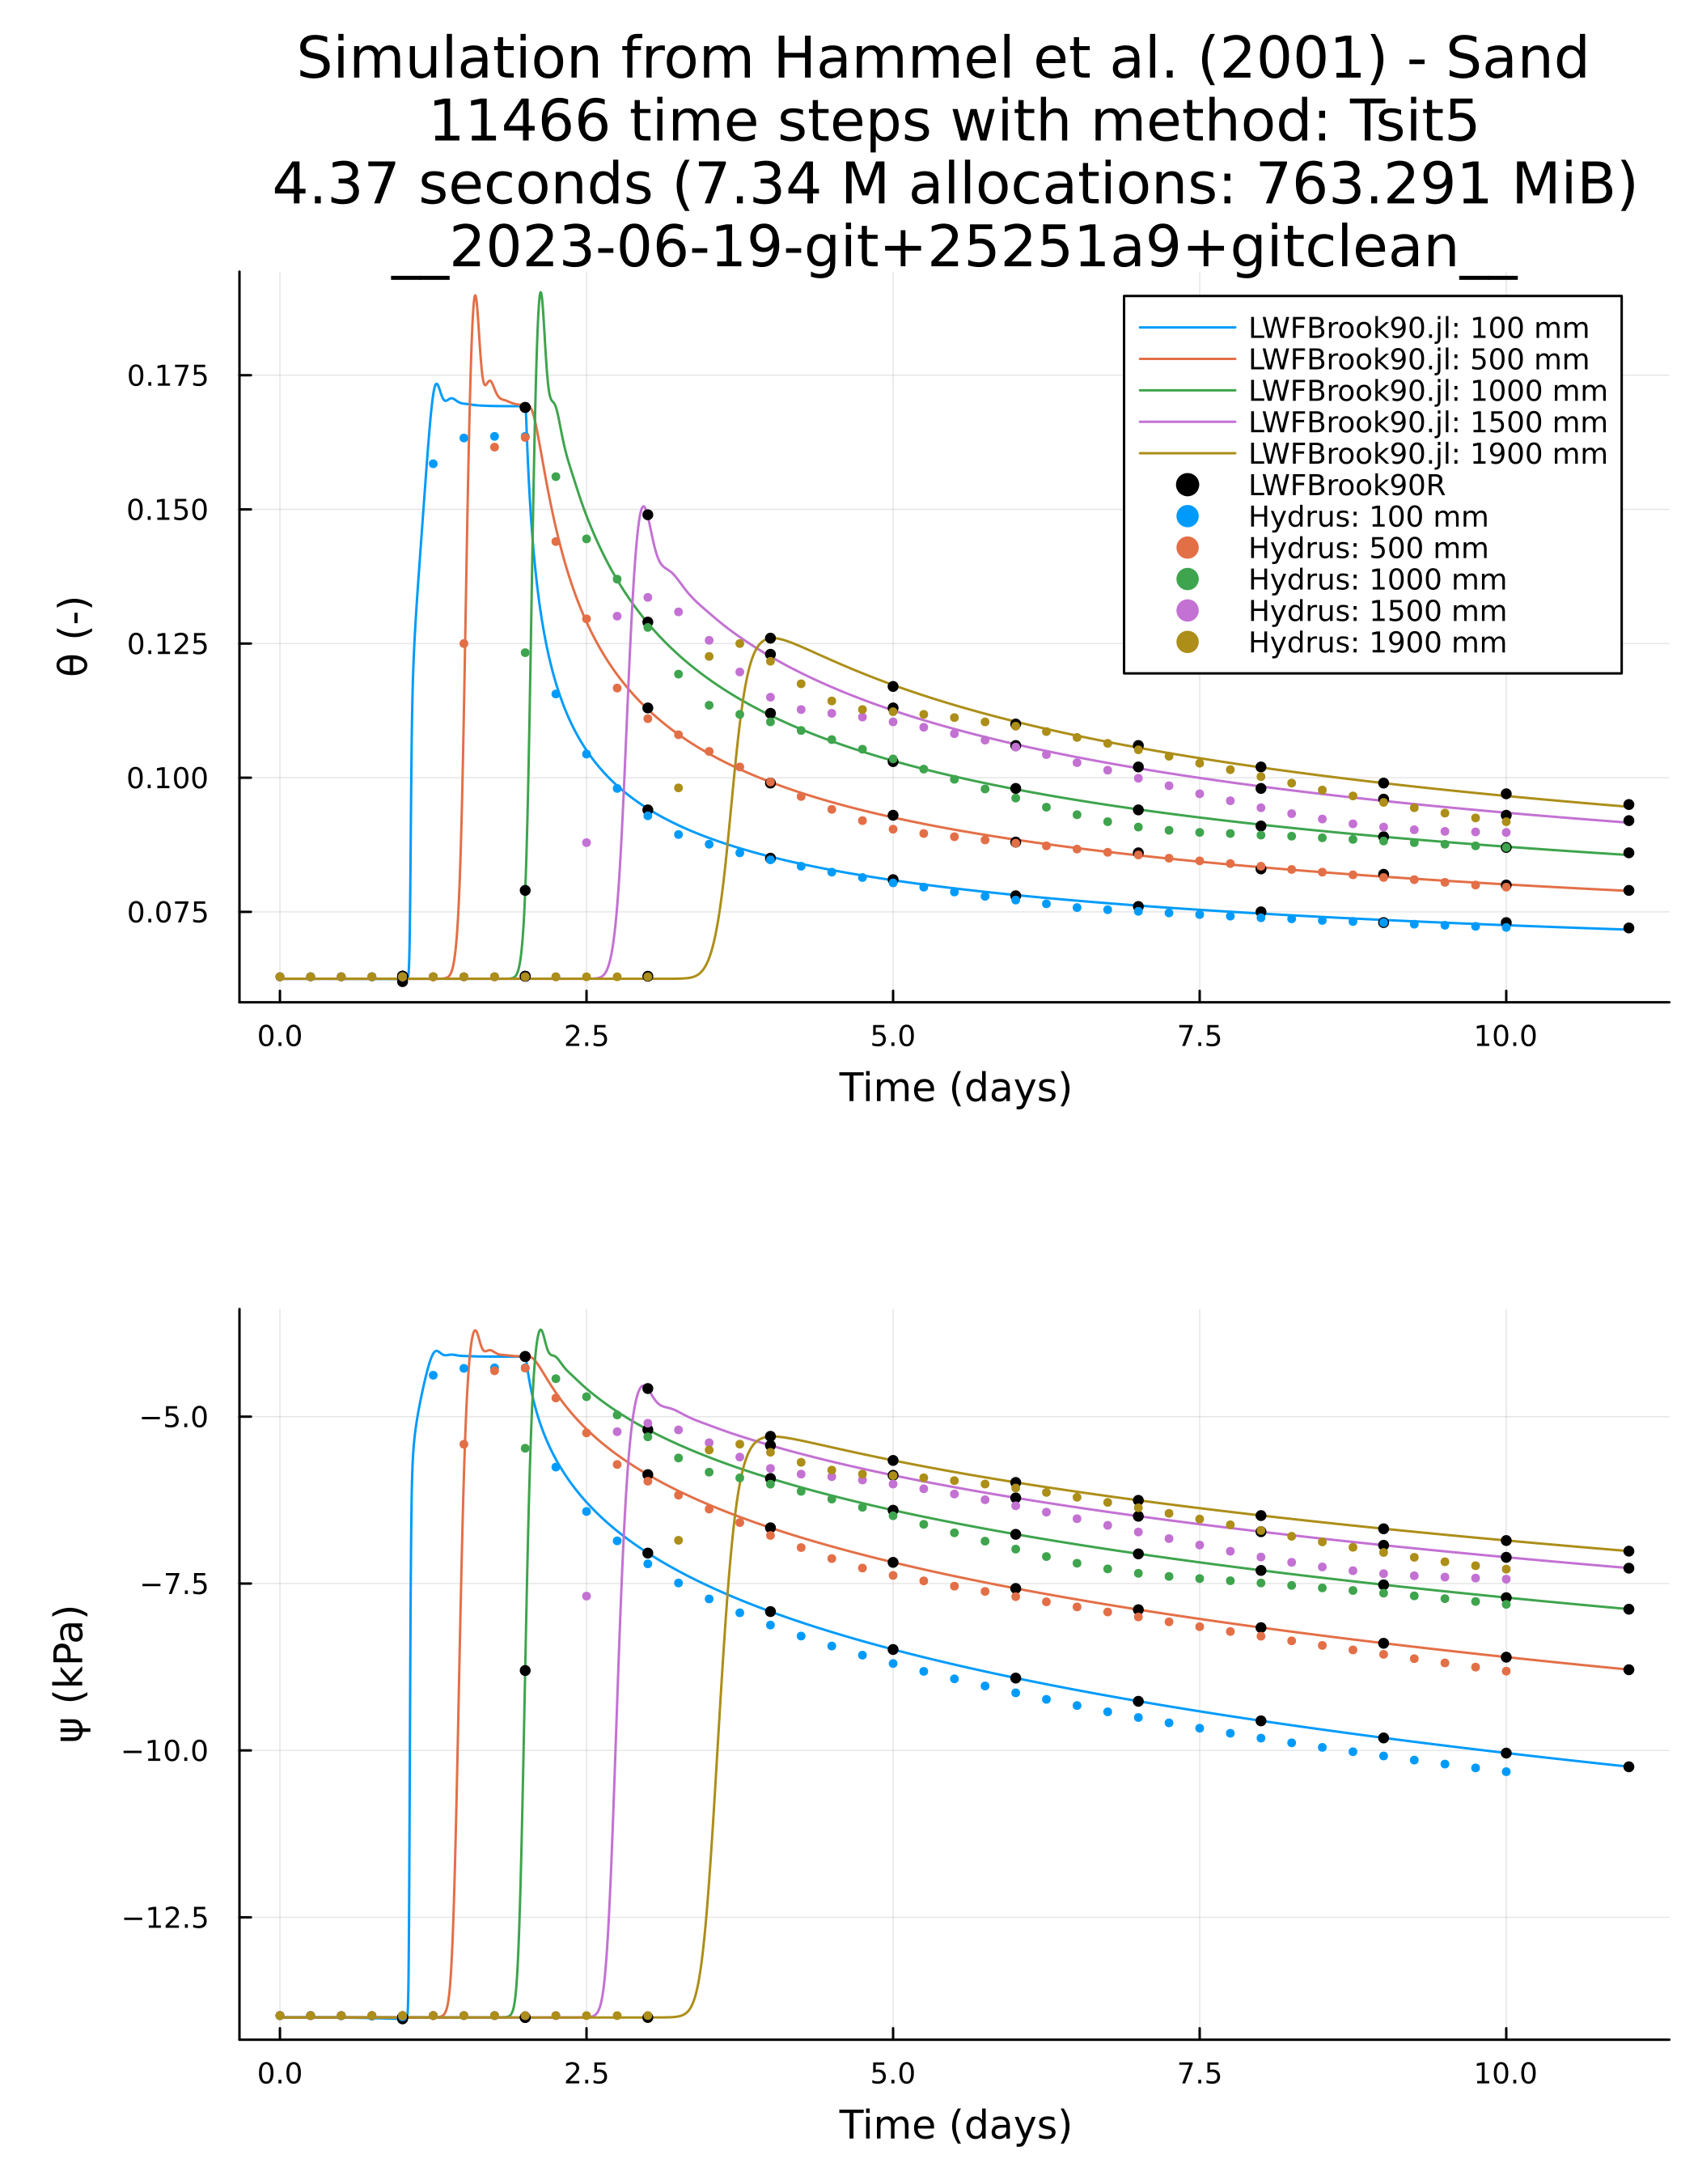 Simulation from Hammel et al. (2001) - Sand
11466 time steps with method: Tsit5
4.37 seconds (7.34 M allocations: 763.291 MiB)
__2023-06-19-git+25251a9+gitclean__
LWFBrook90.jl: 100 mm
LWFBrook90.jl: 500 mm
LWFBrook90.jl: 1000 mm
LWFBrook90.jl: 1500 mm
LWFBrook90.jl: 1900 mm
LWFBrook90R
Hydrus: 100 mm
Hydrus: 500 mm
Hydrus: 1000 mm
Hydrus: 1500 mm
Hydrus: 1900 mm
θ (-)
0.175
0.150
0.125
0.100
0.075
0.0 2.5 5.0 7.5 10.0
Time (days)
ψ (kPa)
−5.0
−7.5
−10.0
−12.5
0.0 2.5 5.0 7.5 10.0
Time (days)